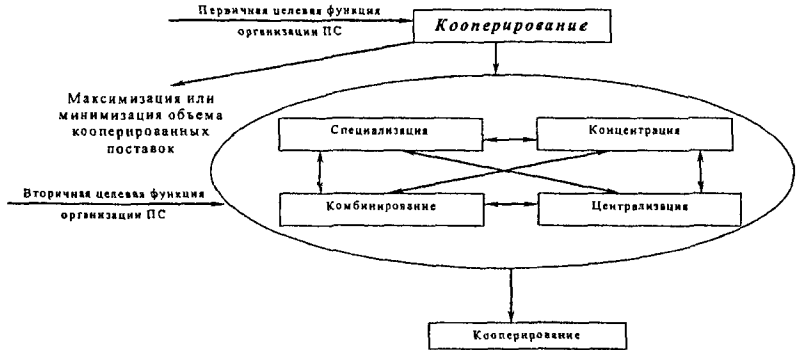 Первичная целевая функция
организации ПС
Кооперирование
Максимизация или
минимизация объема
кооперированных
поставок
Специализация
Концентрация
Вторичная целевая функция
организации ПС
Комбинирование
Централизация
Кооперирование